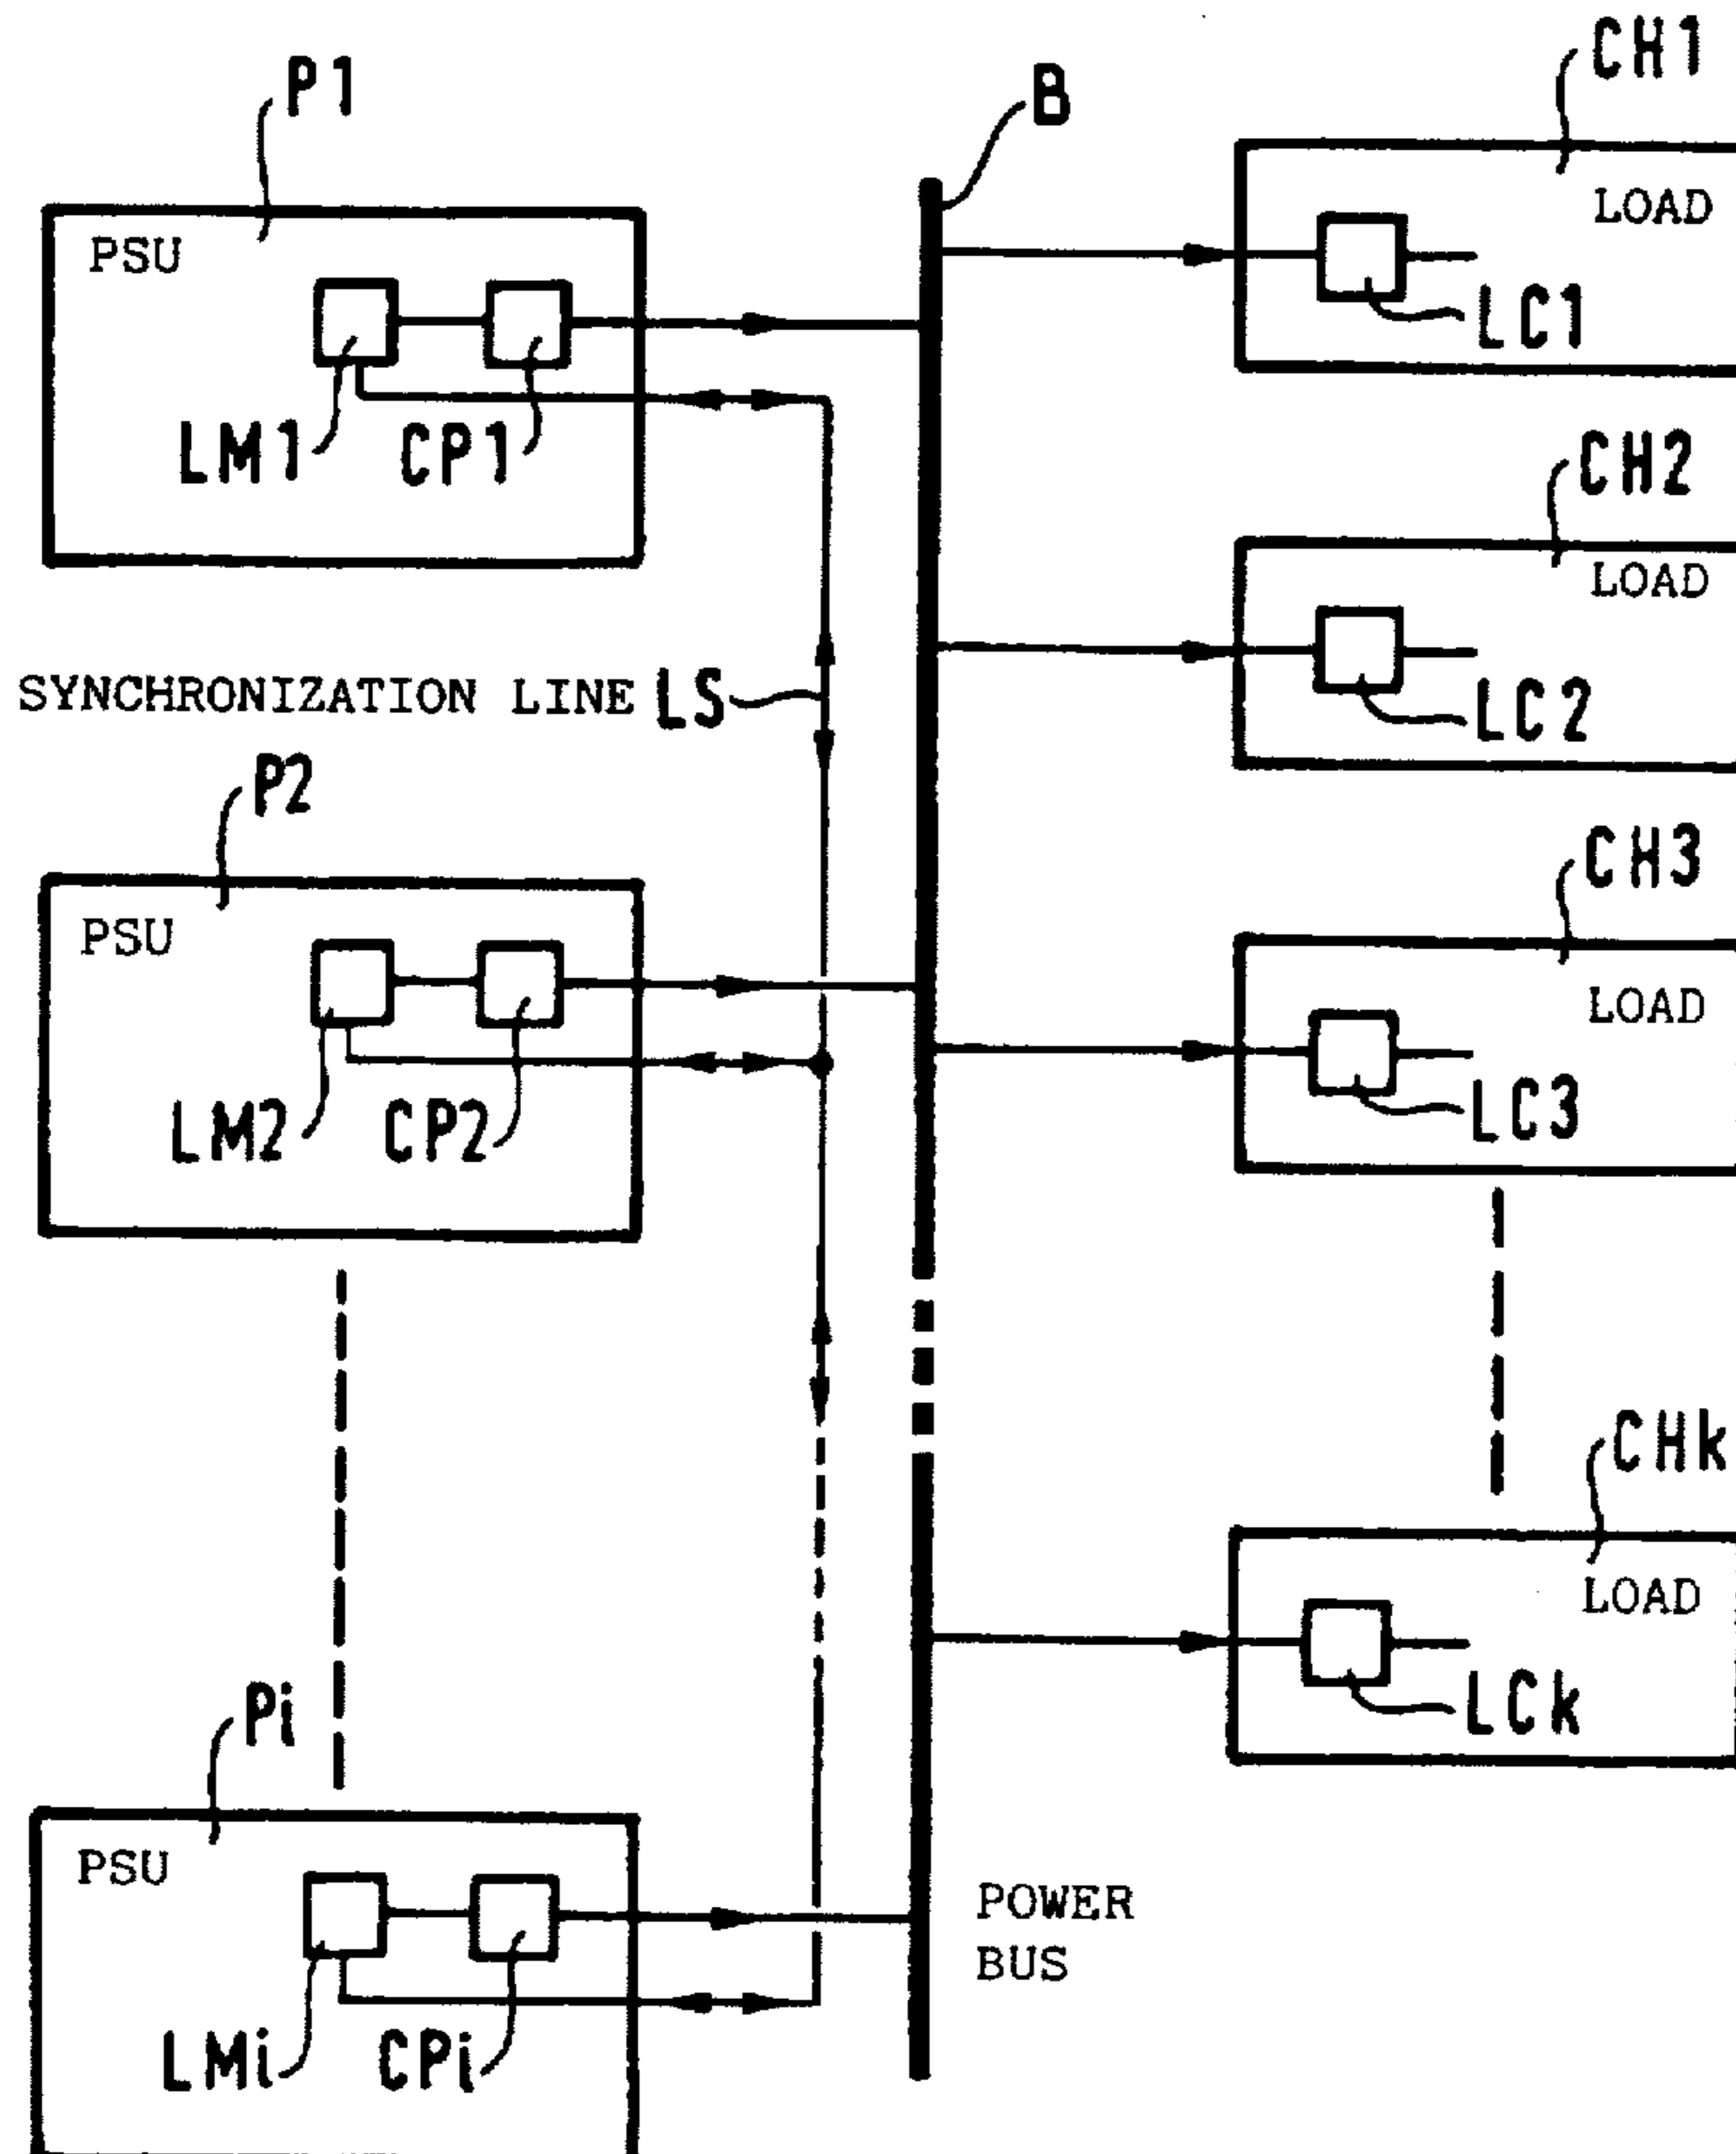 P1
B
CH1
PSU
LOAD
LC1
LM1
CP1
CH2
LOAD
SYNCHRONIZATION LINE LS
LC2
P2
CH3
PSU
LOAD
LM2
CP2
LC3
CHk
LOAD
Pi
LCk
PSU
POWER
BUS
LMi
CPi